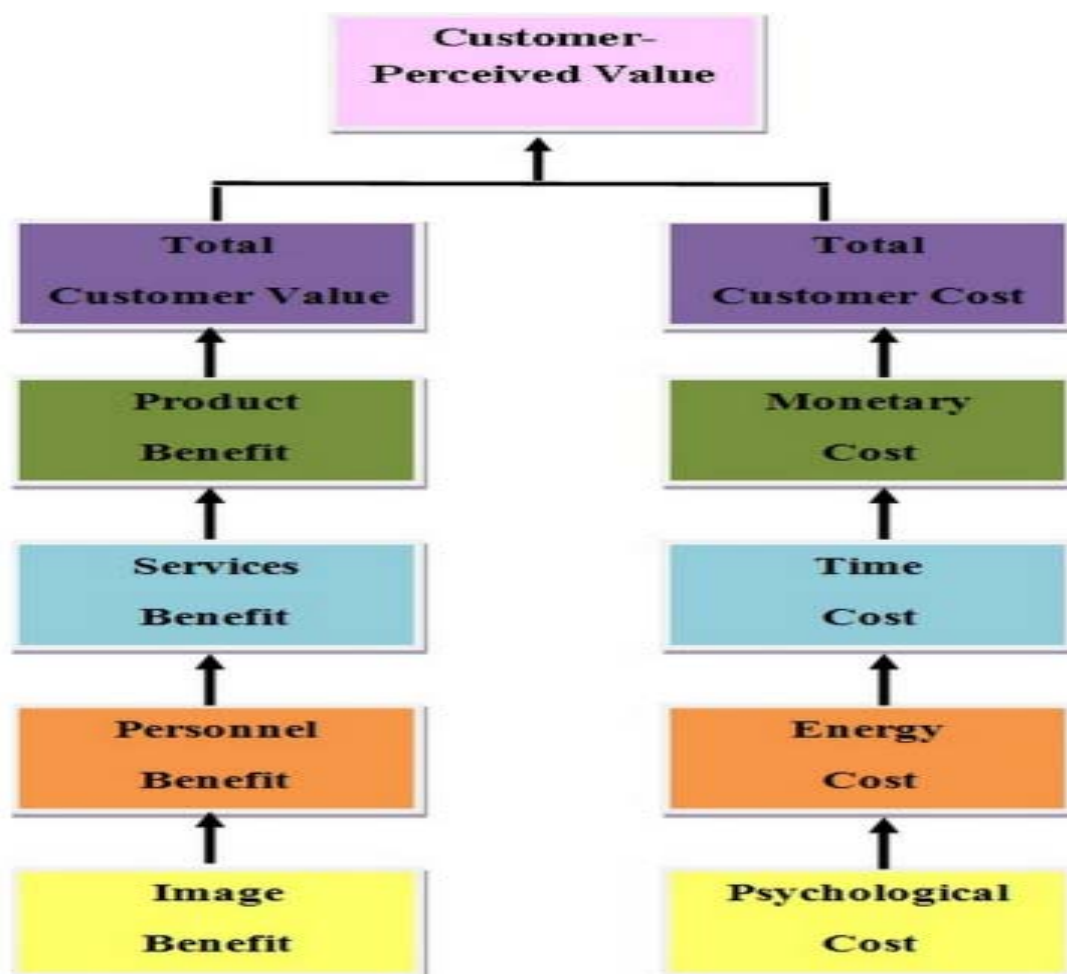 Customer-
Perceived Value
Total
Customer Value
Total
Customer Cost
Product
Benefit
Monetary
Cost
Services
Benefit
Time
Cost
Personnel
Benefit
Energy
Cost
Image
Benefit
Psychological
Cost